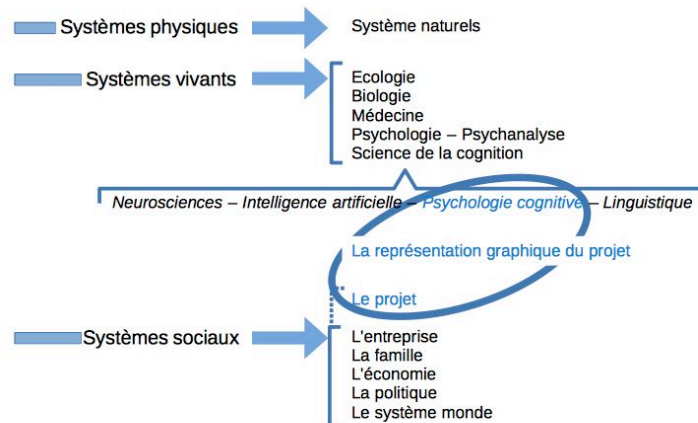 Systèmes physiques Système naturels
Systèmes vivants Ecologie
Biologie
Médecine
Psychologie – Psychanalyse
Science de la cognition
Neurosciences – Intelligence artificielle – Psychologie cognitive – Linguistique
La représentation graphique du projet
Le projet
Systèmes sociaux L'entreprise
La famille
L'économie
La politique
Le système monde